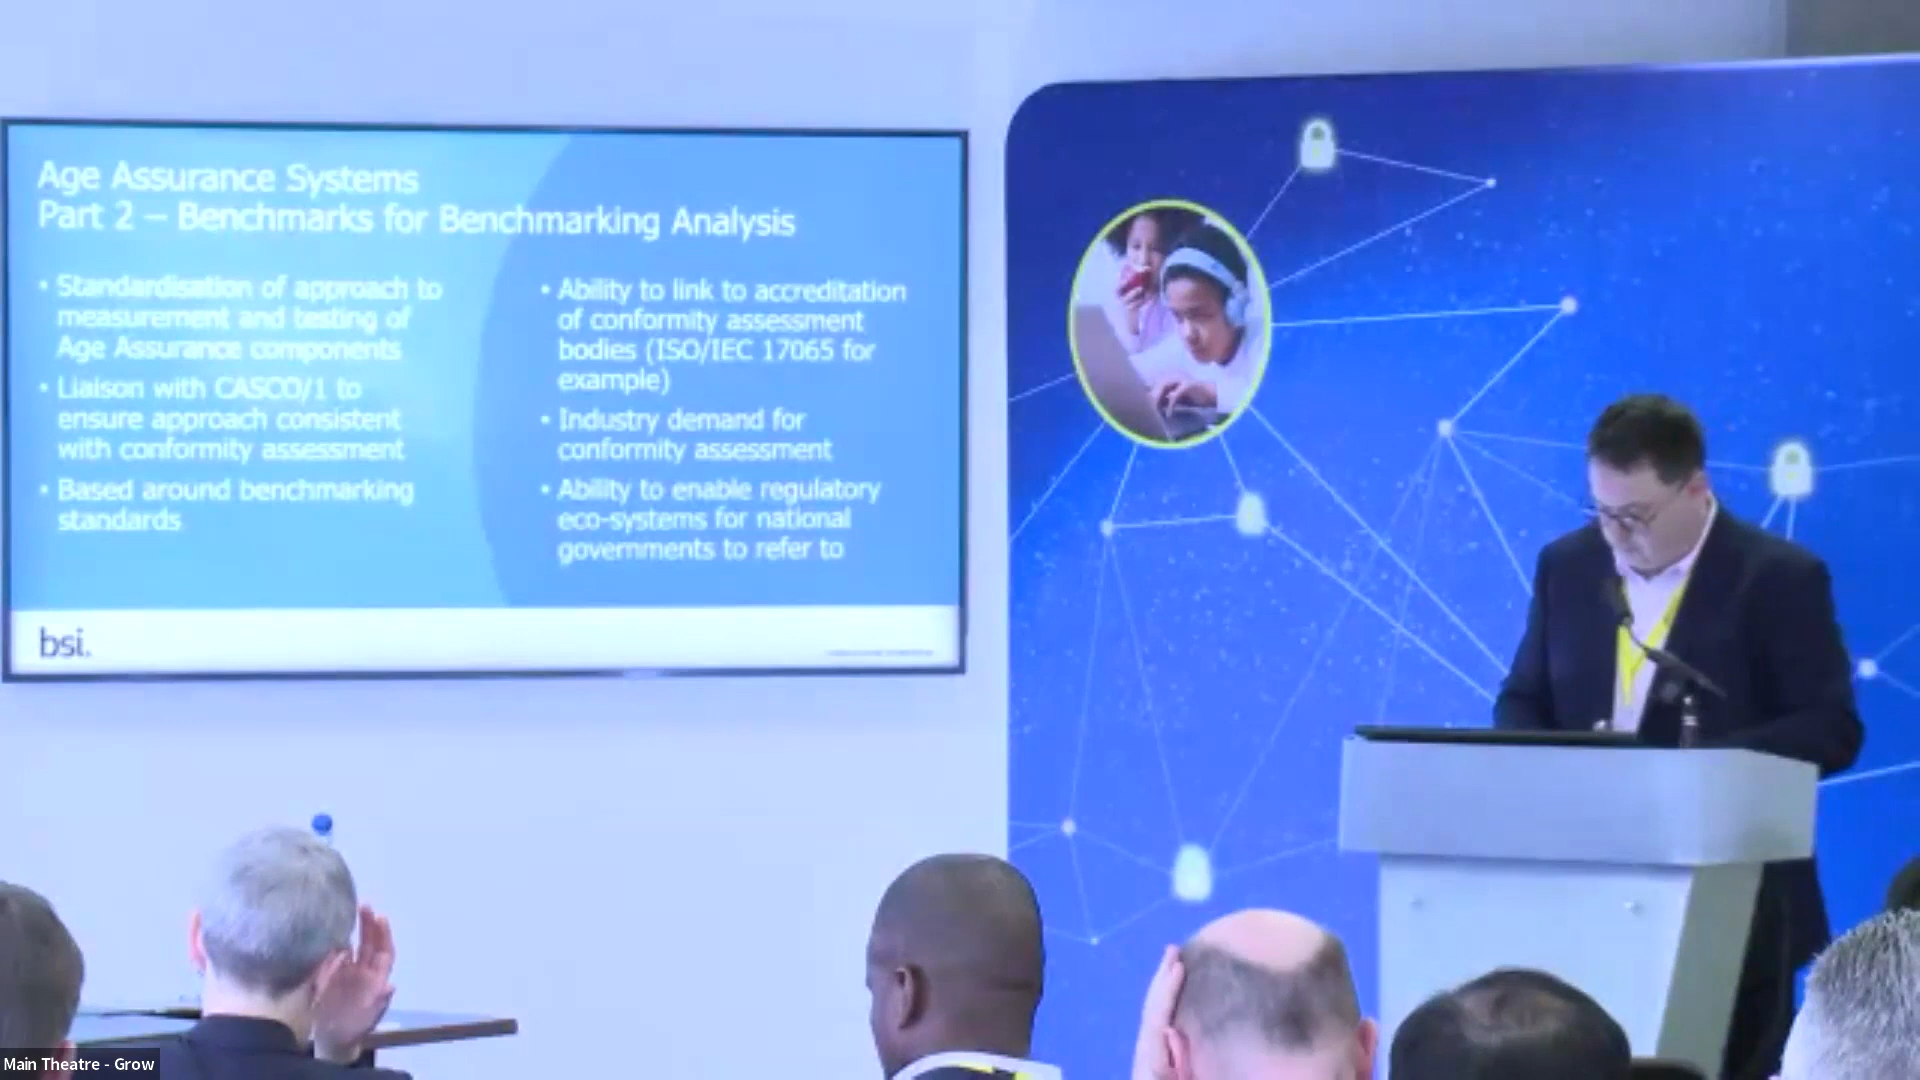 Age Assurance Systems
Part 2 – Benchmarks for Benchmarking Analysis
• Standardisation of approach to
measurement and testing of
Age Assurance components
• Liaison with CASCO/1 to
ensure approach consistent
with conformity assessment
• Based around benchmarking
standards
• Ability to link to accreditation
of conformity assessment
bodies (ISO/IEC 17065 for
example)
• Industry demand for
conformity assessment
• Ability to enable regulatory
eco-systems for national
governments to refer to
bsi.
Main Theatre - Grow